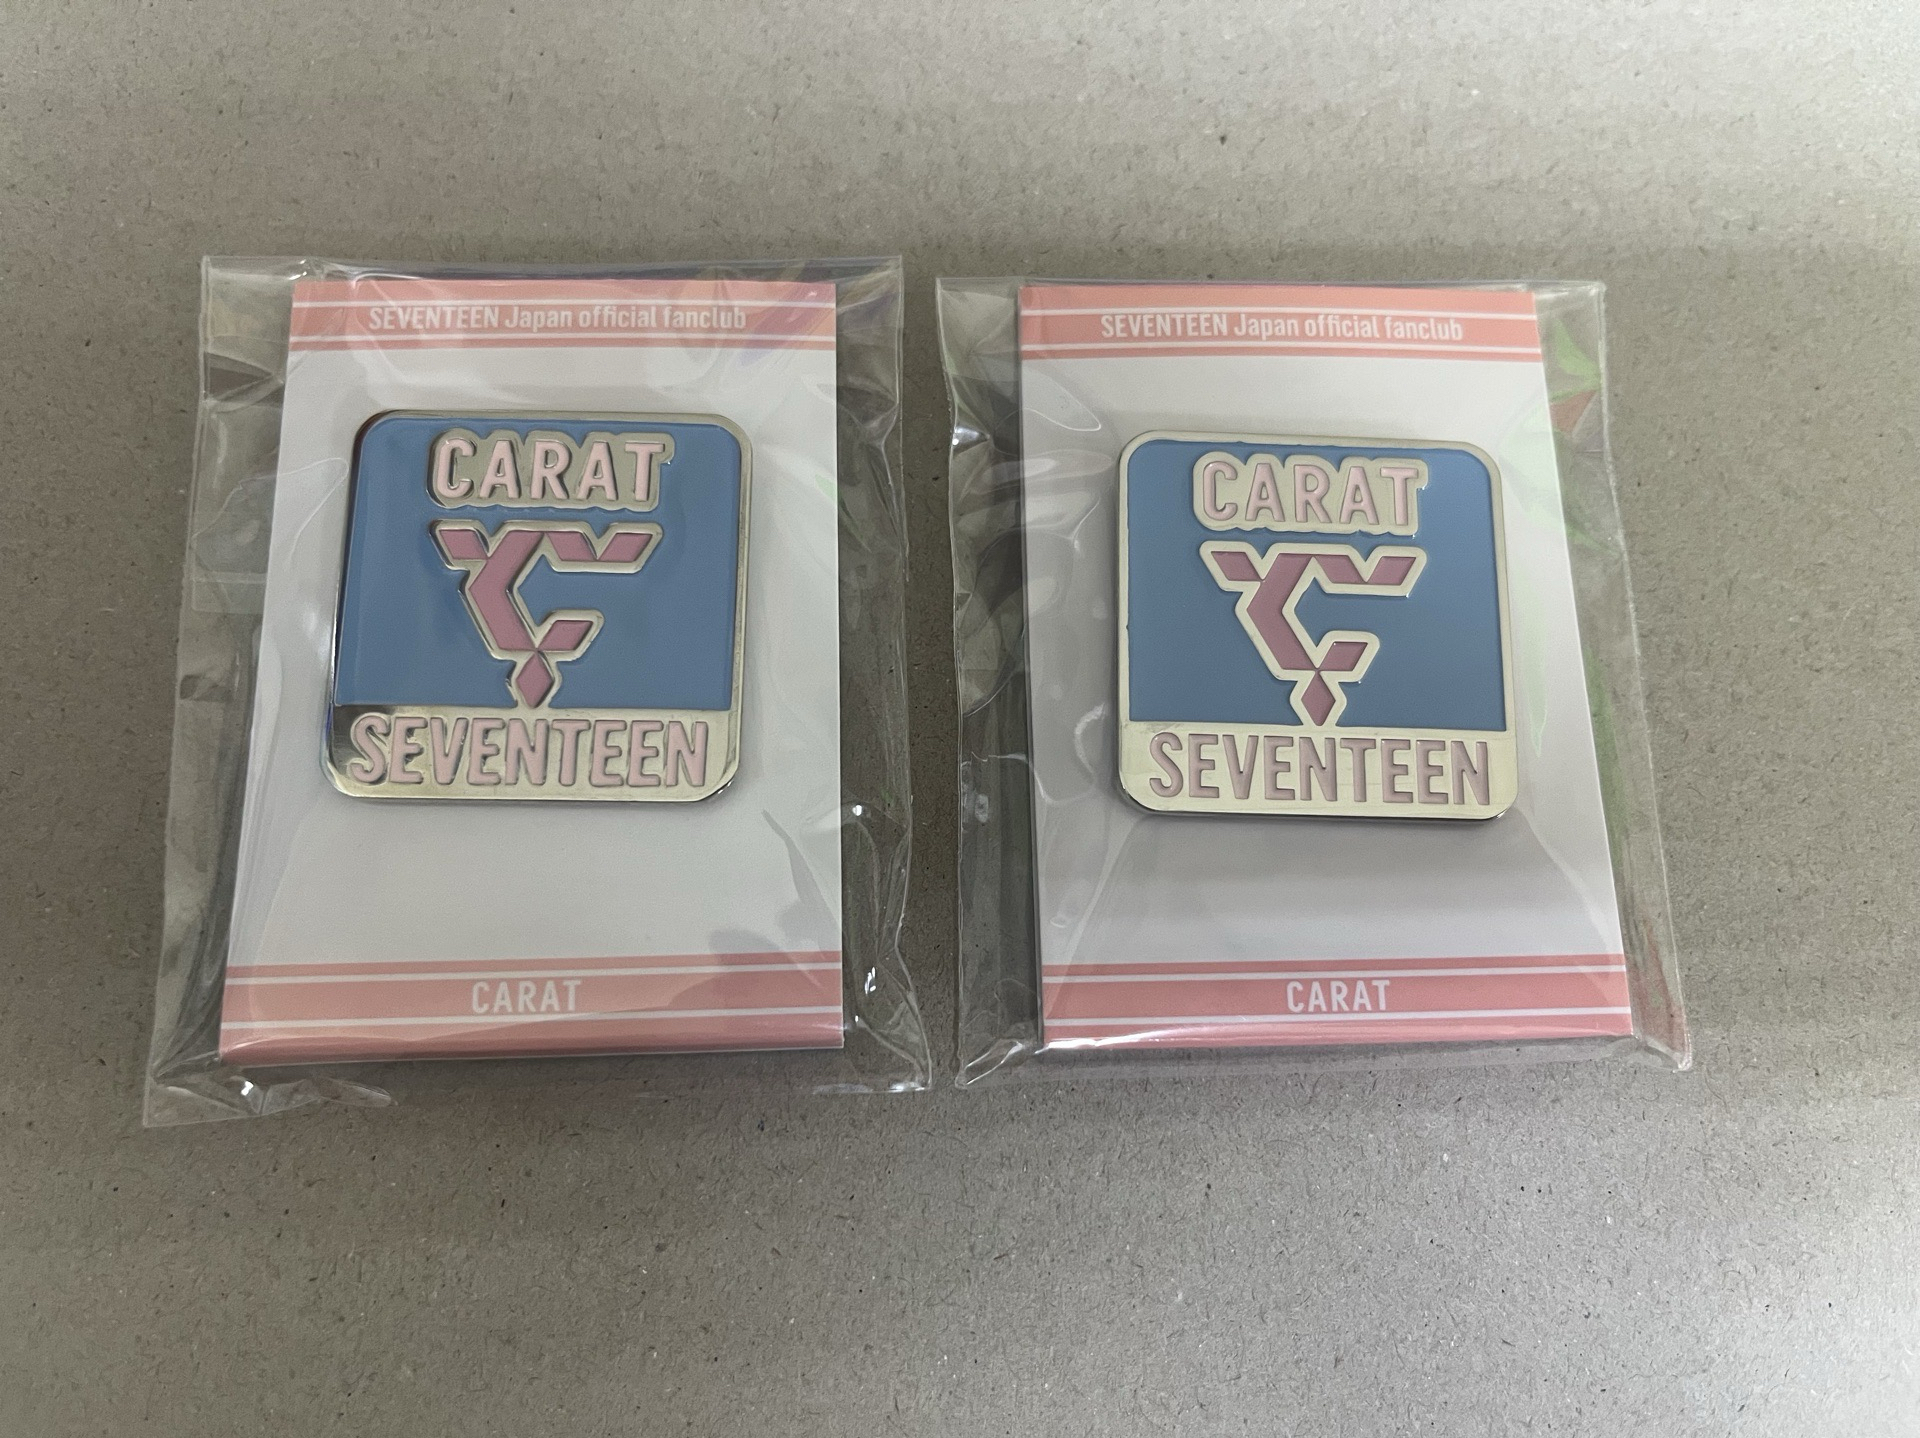 SEVENTEEN Japan official fanclub
CARAT
SEVENTEEN
CARAT
SEVENTEEN Japan official fanclub
CARAT
SEVENTEEN
CARAT